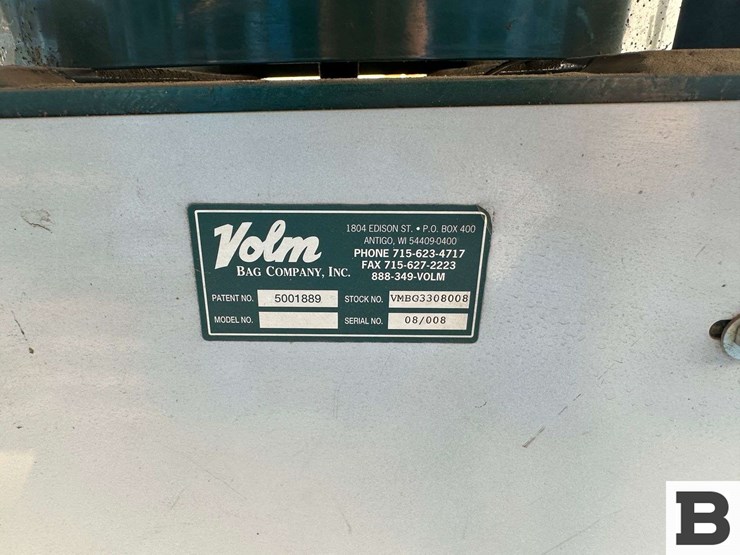 Volm
BAG COMPANY, INC.
1804 EDISON ST. • P.O. BOX 400
ANTIGO, WI 54409-0400
PHONE 715-623-4717
FAX 715-627-2223
888-349-VOLM
PATENT NO. 5001889 STOCK NO. VMBG3308008
MODEL NO. SERIAL NO. 08/008
B